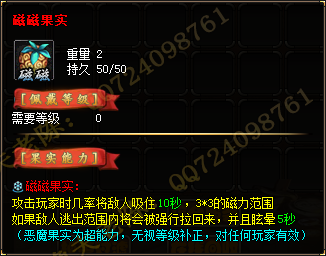 磁磁果实
重量 2
持久 50/50
磁 磁
[佩戴等级]
需要等级 0
[果实能力]
磁磁果实:
攻击玩家时几率将敌人吸住10秒，3*3的磁力范围
如果敌人逃出范围内将会被强行拉回来，并且眩晕5秒
（恶魔果实为超能力，无视等级补正，对任何玩家有效）
QQ724098761
QQ724098761